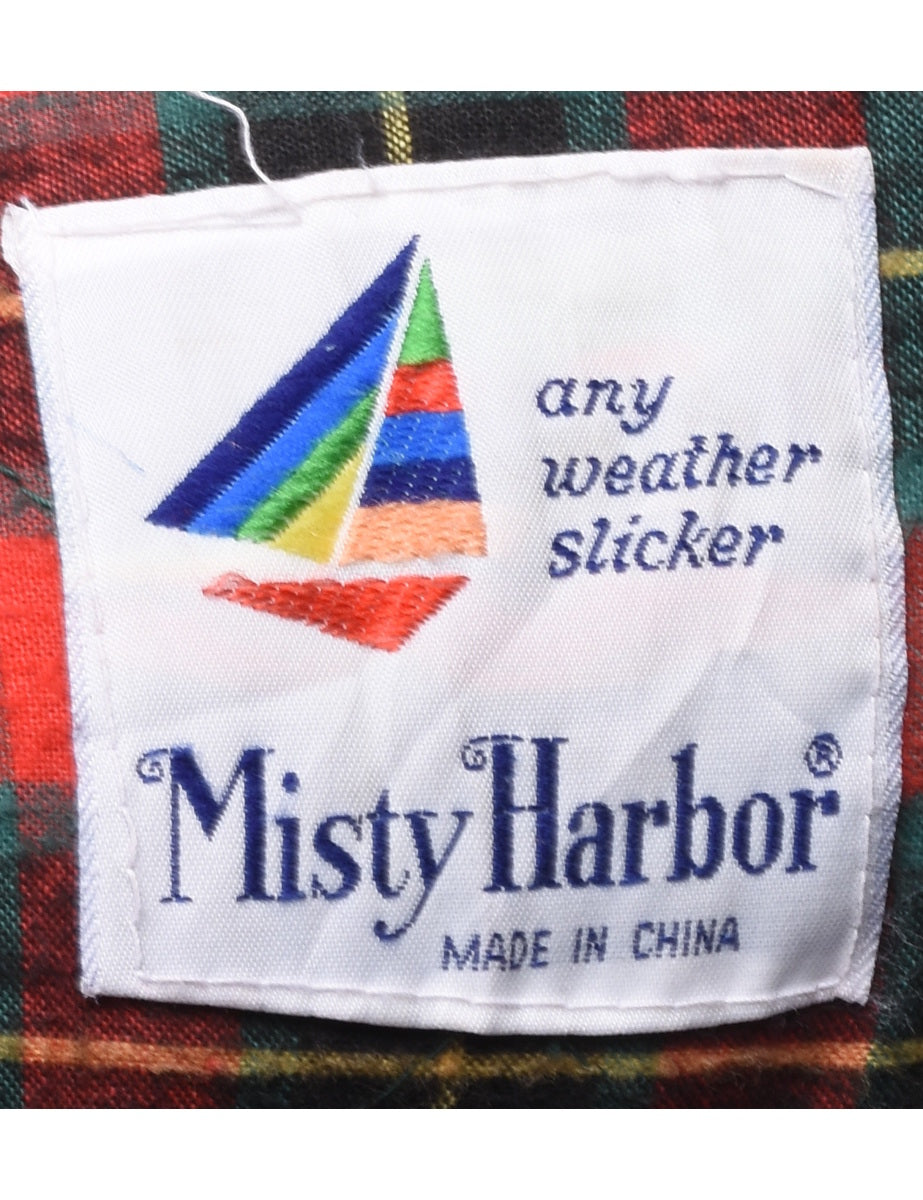 any
weather
slicker
Misty Harbor®
MADE IN CHINA